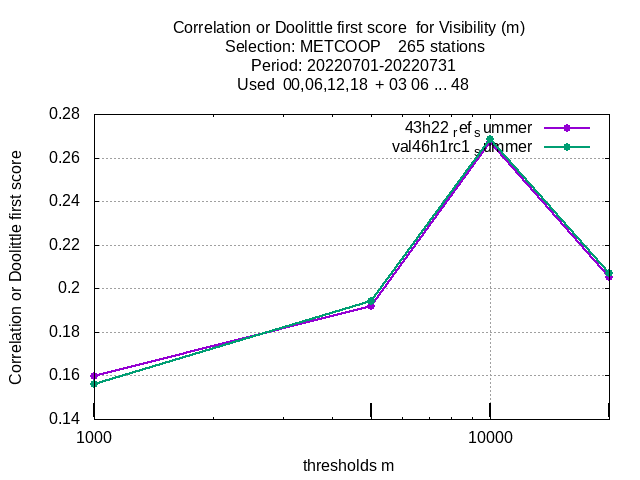 Correlation or Doolittle first score  for Visibility (m)
Selection: METCOOP    265 stations
Period: 20220701-20220731
Used  00,06,12,18  + 03 06 ... 48
43h22 ref summer
val46h1rc1 summer
Correlation or Doolittle first score
0.28
0.26
0.24
0.22
0.2
0.18
0.16
0.14
1000
10000
thresholds m